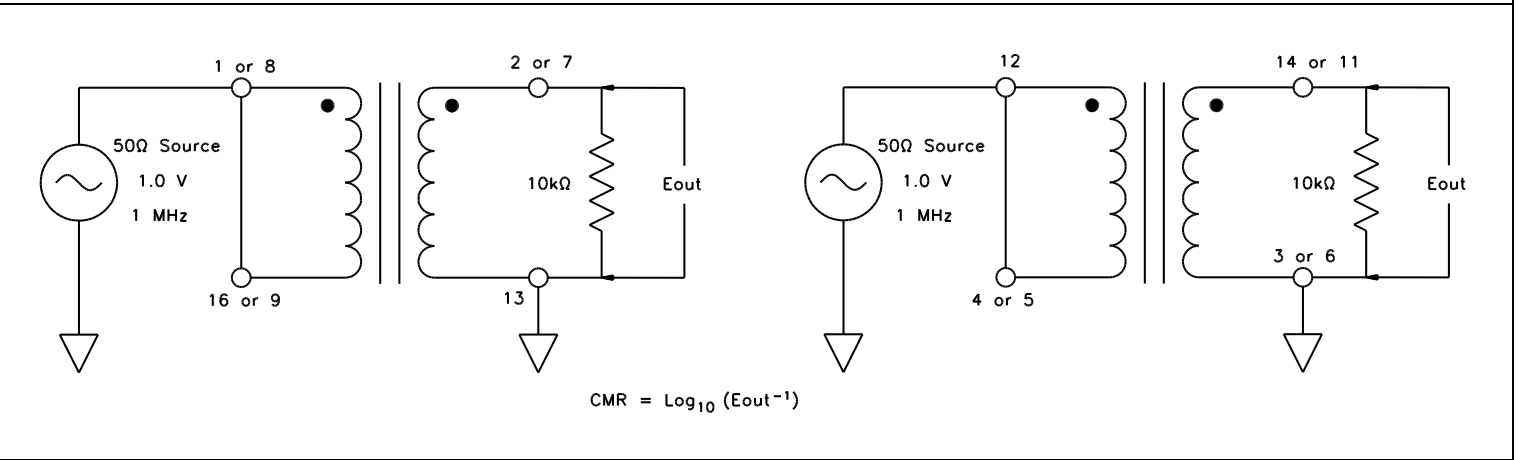 1 or 8
2 or 7
50Ω Source
1.0 V
1 MHz
10kΩ
Eout
16 or 9
13
12
14 or 11
50Ω Source
1.0 V
1 MHz
10kΩ
Eout
4 or 5
3 or 6
CMR = Log₁₀ (Eout⁻¹)